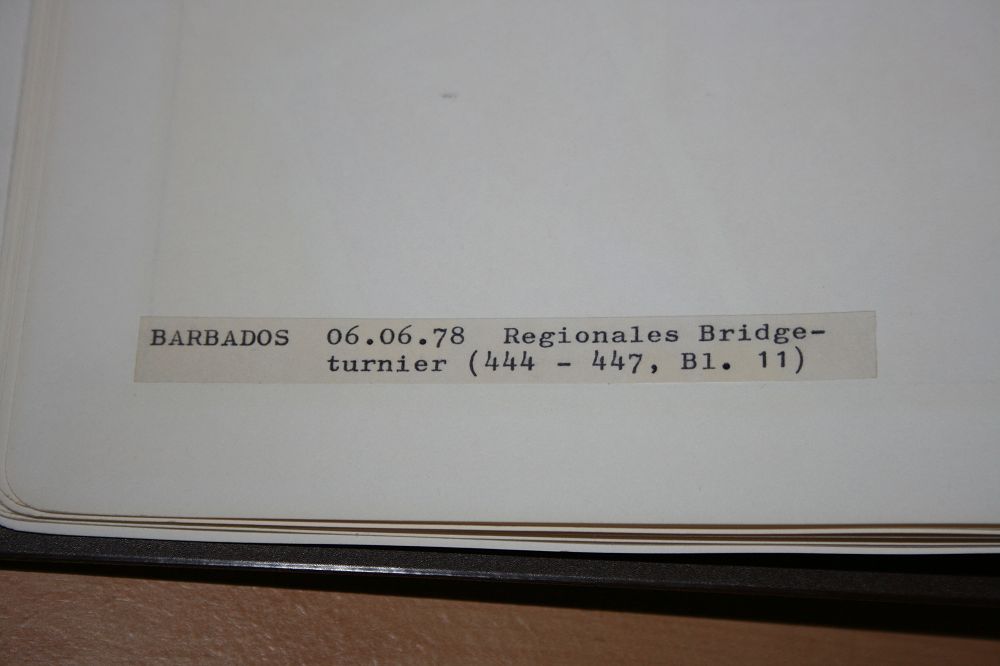 BARBADOS 06.06.78 Regionales Bridge-
turnier (444 - 447, Bl. 11)